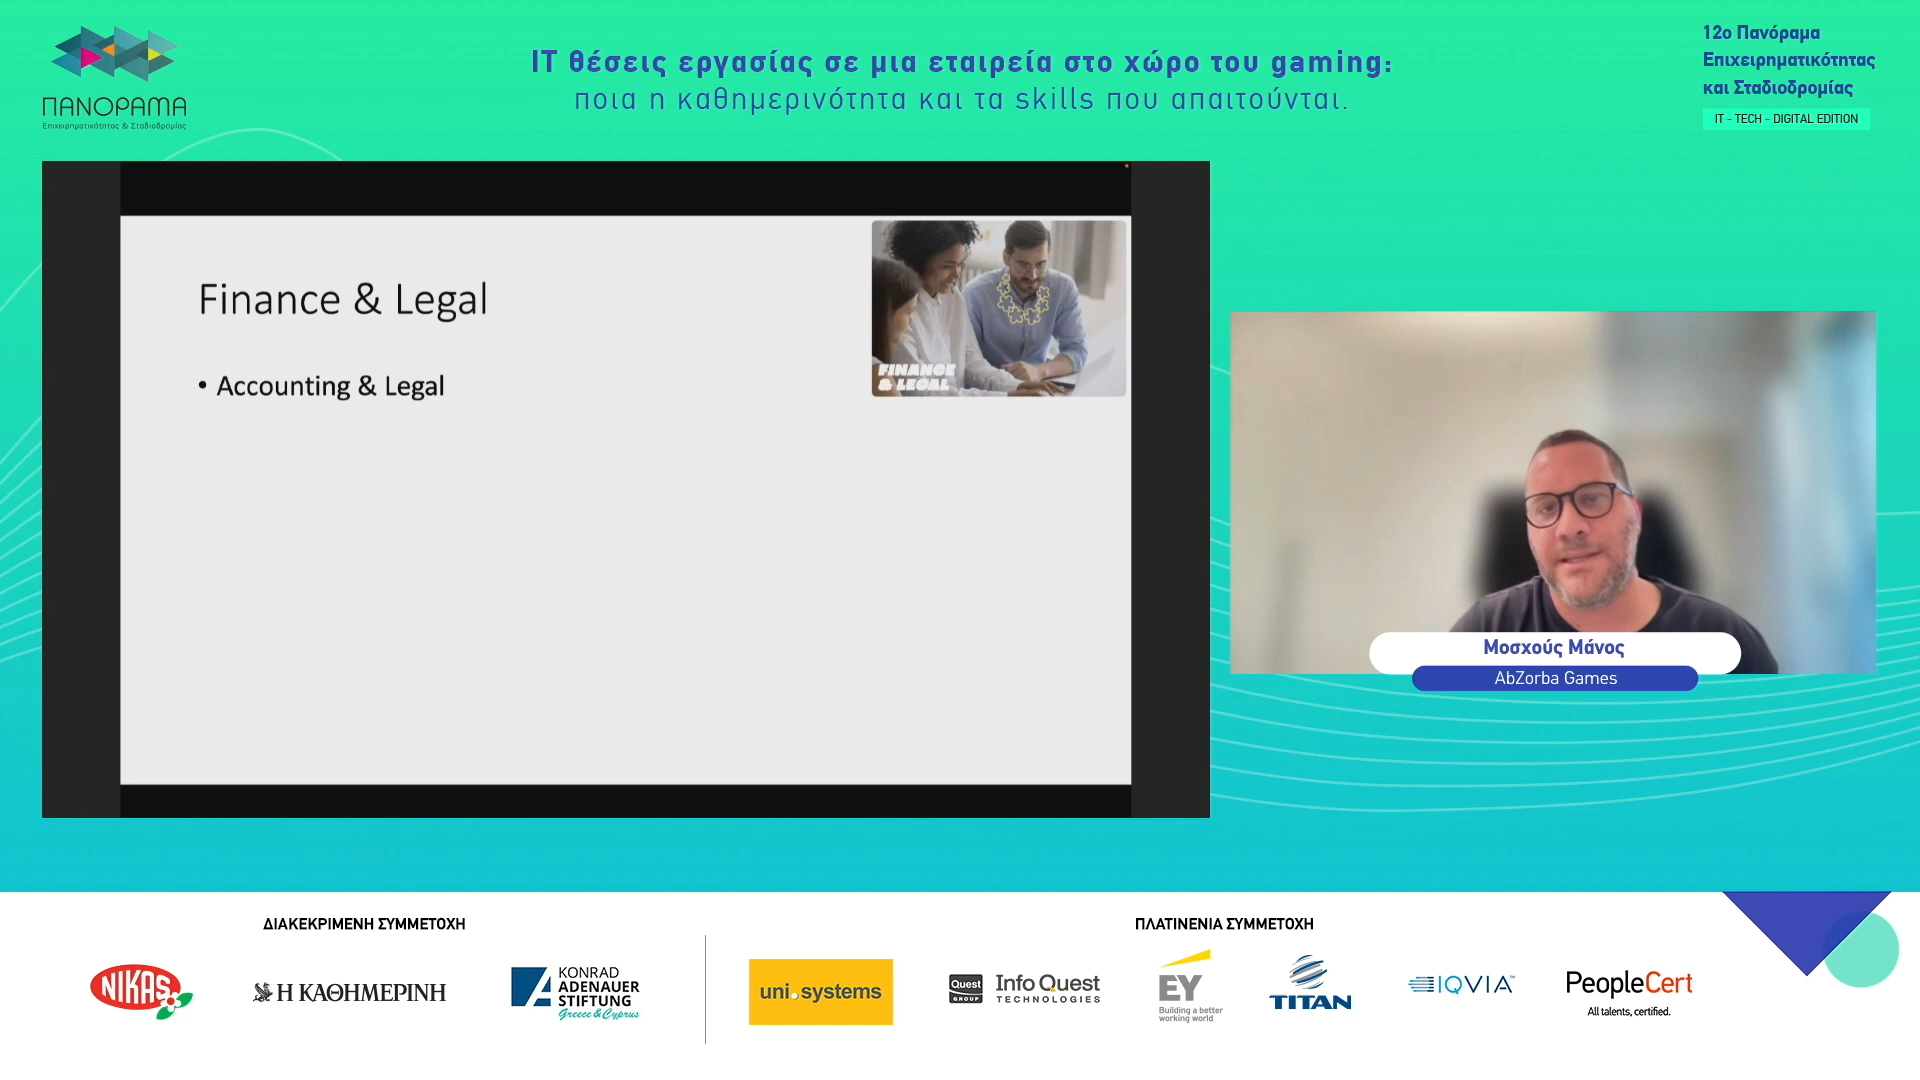 ΠΑΝΟΡΑΜΑ
Επιχειρηματικότητας & Σταδιοδρομίας
IT θέσεις εργασίας σε μια εταιρεία στο χώρο του gaming:
ποια η καθημερινότητα και τα skills που απαιτούνται.
12ο Πανόραμα
Επιχειρηματικότητας
και Σταδιοδρομίας
IT - TECH - DIGITAL EDITION
Finance & Legal
• Accounting & Legal
FINANCE
& LEGAL
Μοσχούς Μάνος
AbZorba Games
ΔΙΑΚΕΚΡΙΜΕΝΗ ΣΥΜΜΕΤΟΧΗ
ΠΛΑΤΙΝΕΝΙΑ ΣΥΜΜΕΤΟΧΗ
NIKAS
Η ΚΑΘΗΜΕΡΙΝΗ
KONRAD
ADENAUER
STIFTUNG
Greece & Cyprus
uni.systems
Quest
GROUP
Info Quest
TECHNOLOGIES
EY
Building a better
working world
TITAN
IQVIA™
PeopleCert
All talents, certified.